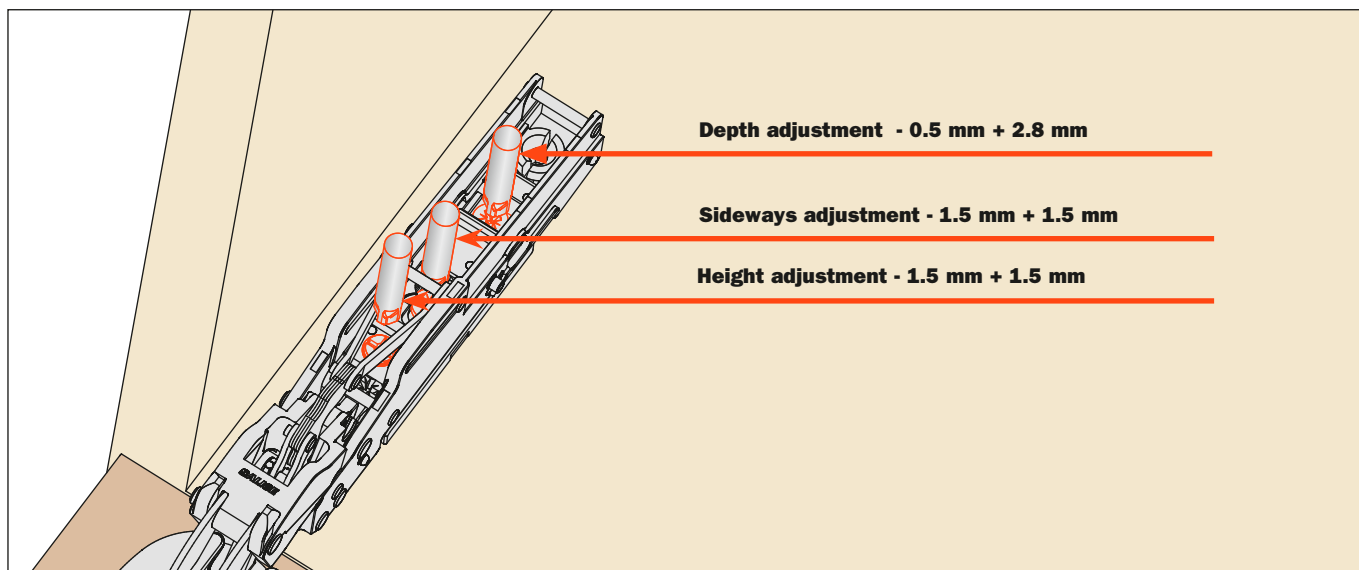 Depth adjustment - 0.5 mm + 2.8 mm
Sideways adjustment - 1.5 mm + 1.5 mm
Height adjustment - 1.5 mm + 1.5 mm
SALICE